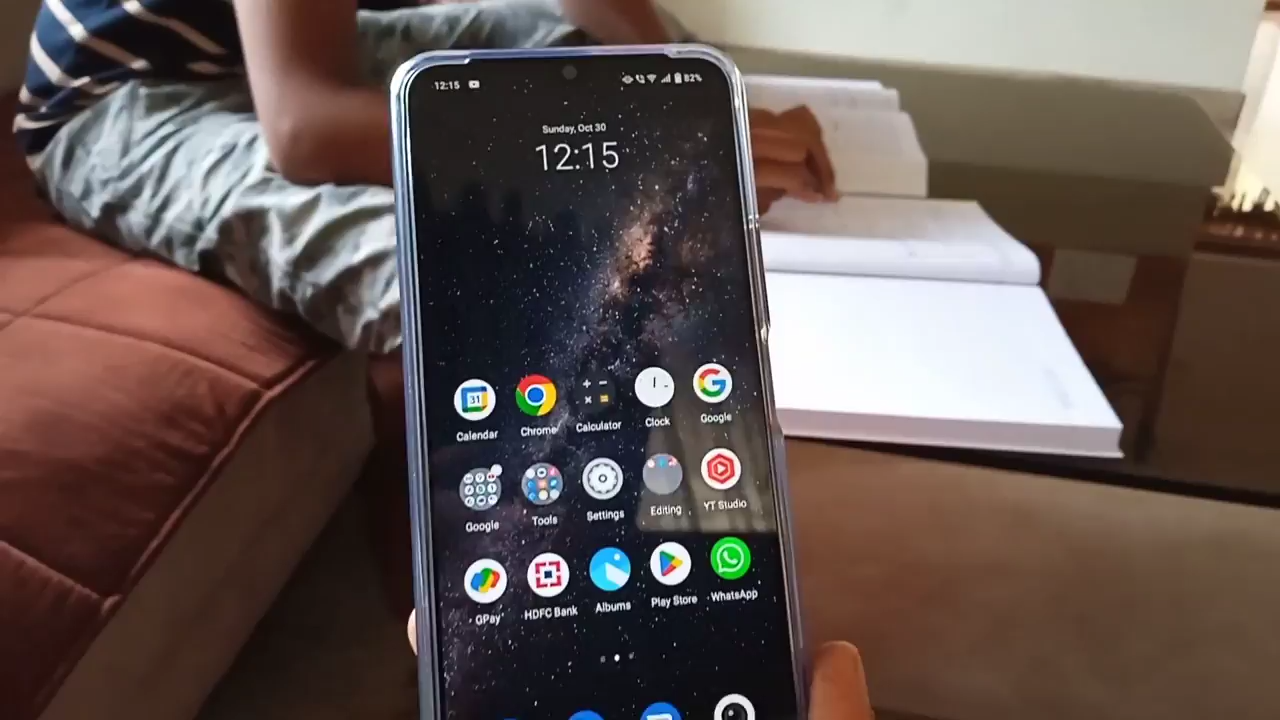 12:15
82%
Sunday, Oct 30
12:15
31
Calendar Chrome Calculator Clock Google
Google Tools Settings Editing YT Studio
GPay HDFC Bank Albums Play Store WhatsApp